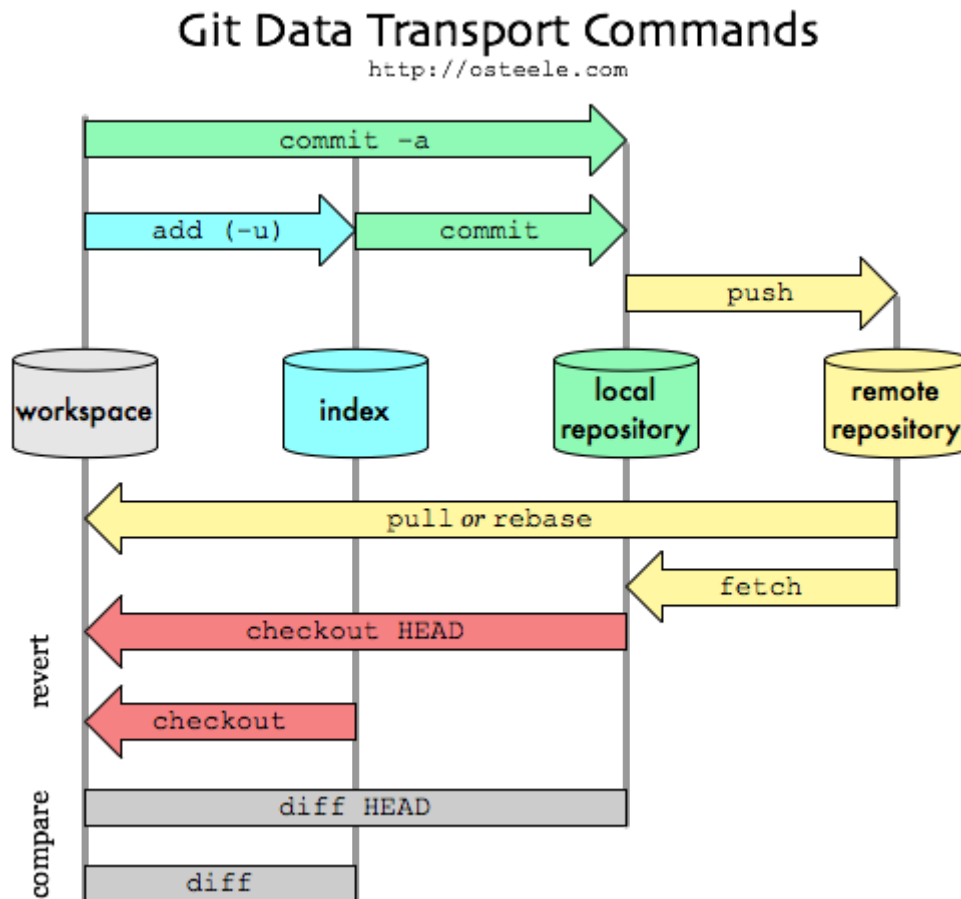 Git Data Transport Commands
http://osteele.com
commit -a
add (-u)
commit
push
workspace
index
local
repository
remote
repository
pull or rebase
fetch
revert
checkout HEAD
checkout
compare
diff HEAD
diff